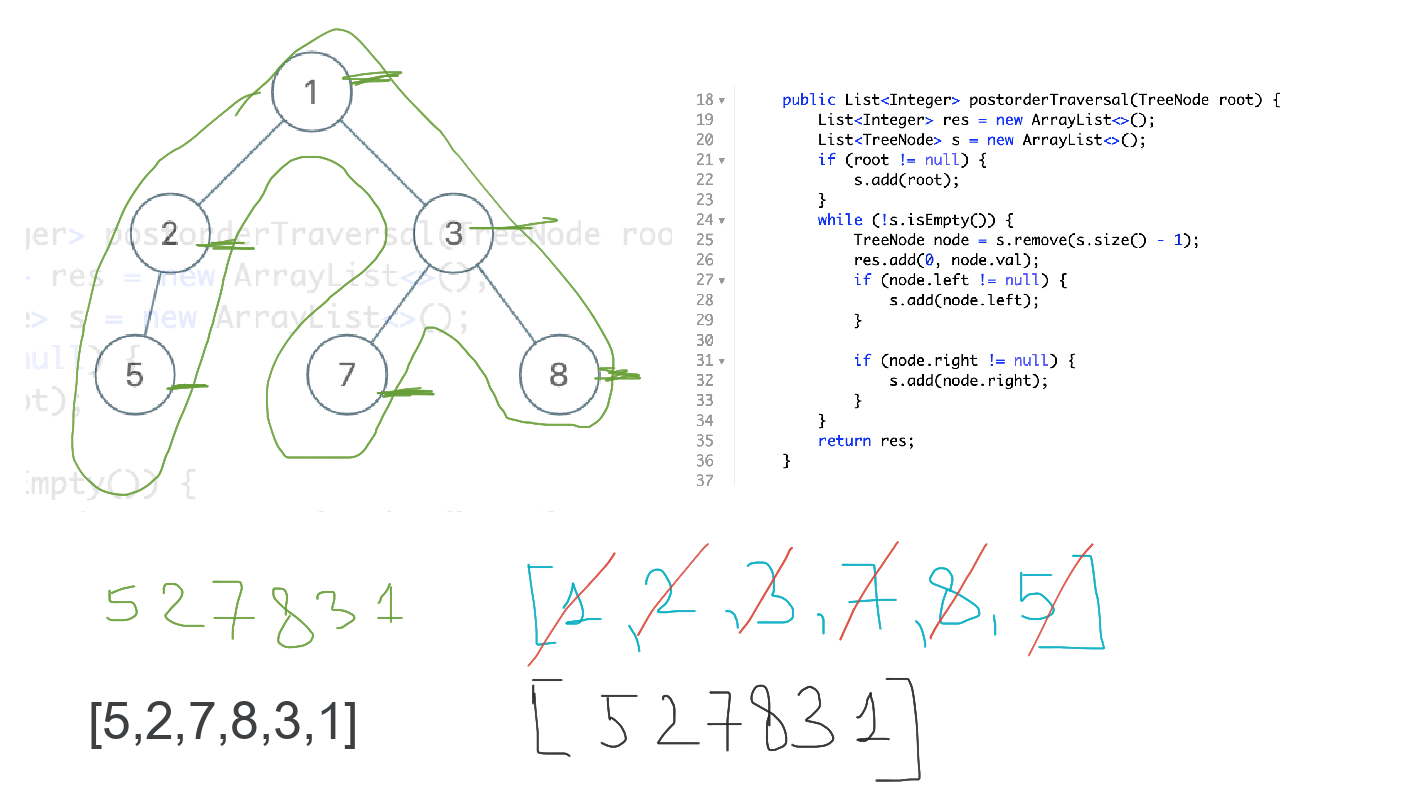 1
2
3
5
7
8
ger> postorderTraversal(TreeNode roo
res = new ArrayList<>();
> s = new ArrayList<>();
null) {
ot);
Empty()) {
18 public List<Integer> postorderTraversal(TreeNode root) {
19 List<Integer> res = new ArrayList<>();
20 List<TreeNode> s = new ArrayList<>();
21 if (root != null) {
22 s.add(root);
23 }
24 while (!s.isEmpty()) {
25 TreeNode node = s.remove(s.size() - 1);
26 res.add(0, node.val);
27 if (node.left != null) {
28 s.add(node.left);
29 }
30
31 if (node.right != null) {
32 s.add(node.right);
33 }
34 }
35 return res;
36 }
37
5 2 7 8 3 1
[1, 2, 3, 7, 8, 5]
[5,2,7,8,3,1]
[5 2 7 8 3 1]